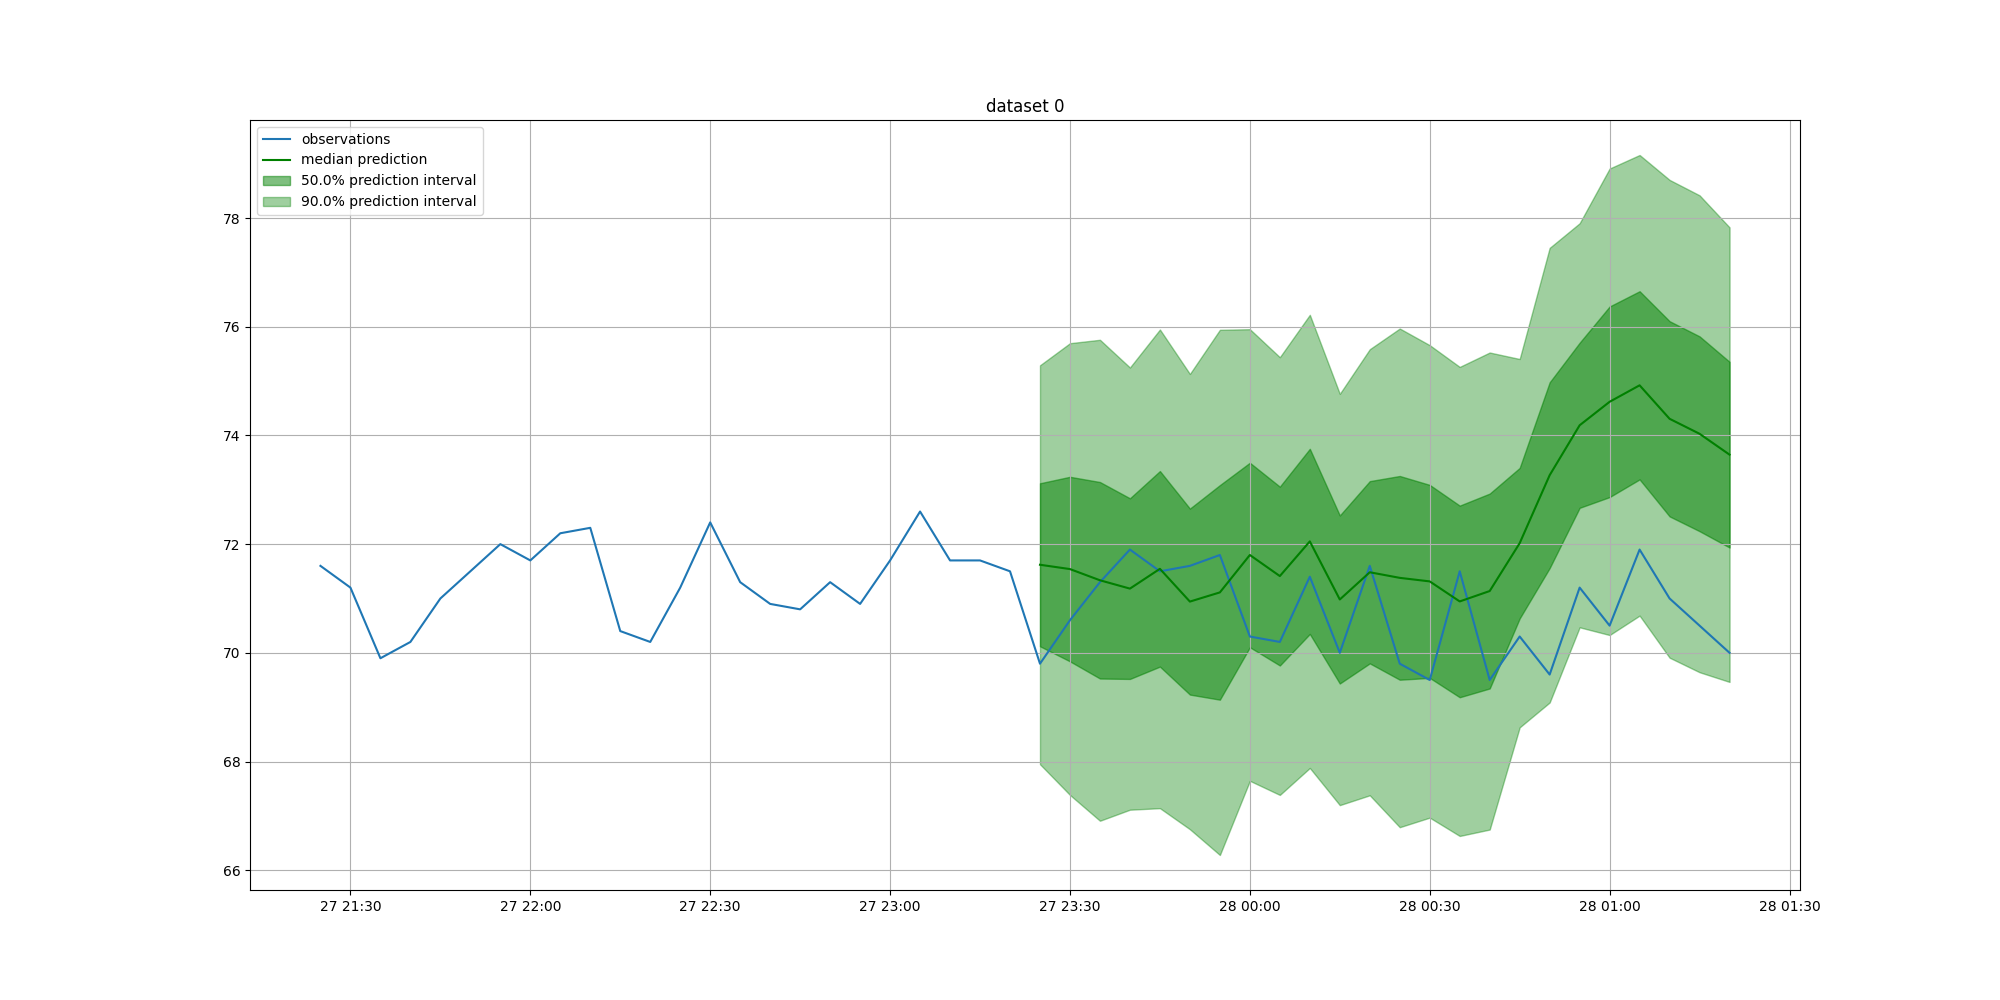 dataset 0
observations
median prediction
50.0% prediction interval
90.0% prediction interval
78
76
74
72
70
68
66
27 21:30 27 22:00 27 22:30 27 23:00 27 23:30 28 00:00 28 00:30 28 01:00 28 01:30